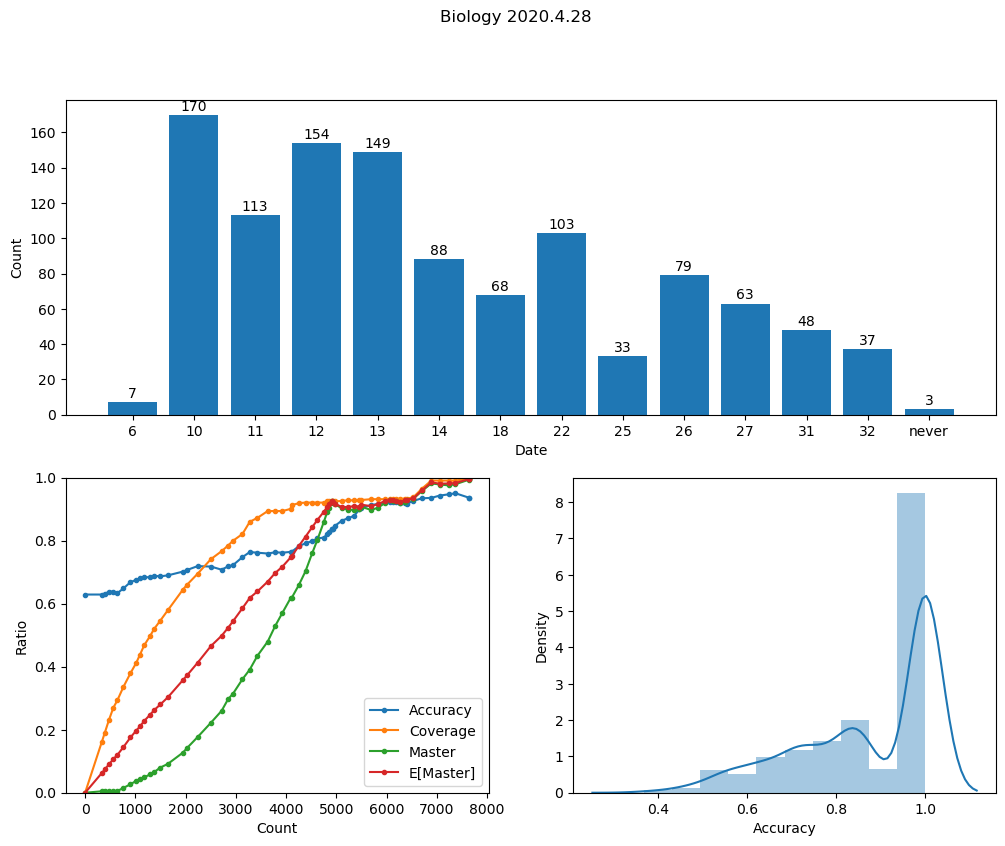 Biology 2020.4.28
Count
160
140
120
100
80
60
40
20
0
7
170
113
154
149
88
68
103
33
79
63
48
37
3
6 10 11 12 13 14 18 22 25 26 27 31 32 never
Date
Ratio
1.0
0.8
0.6
0.4
0.2
0.0
Accuracy
Coverage
Master
E[Master]
0 1000 2000 3000 4000 5000 6000 7000 8000
Count
Density
8
7
6
5
4
3
2
1
0
0.4 0.6 0.8 1.0
Accuracy